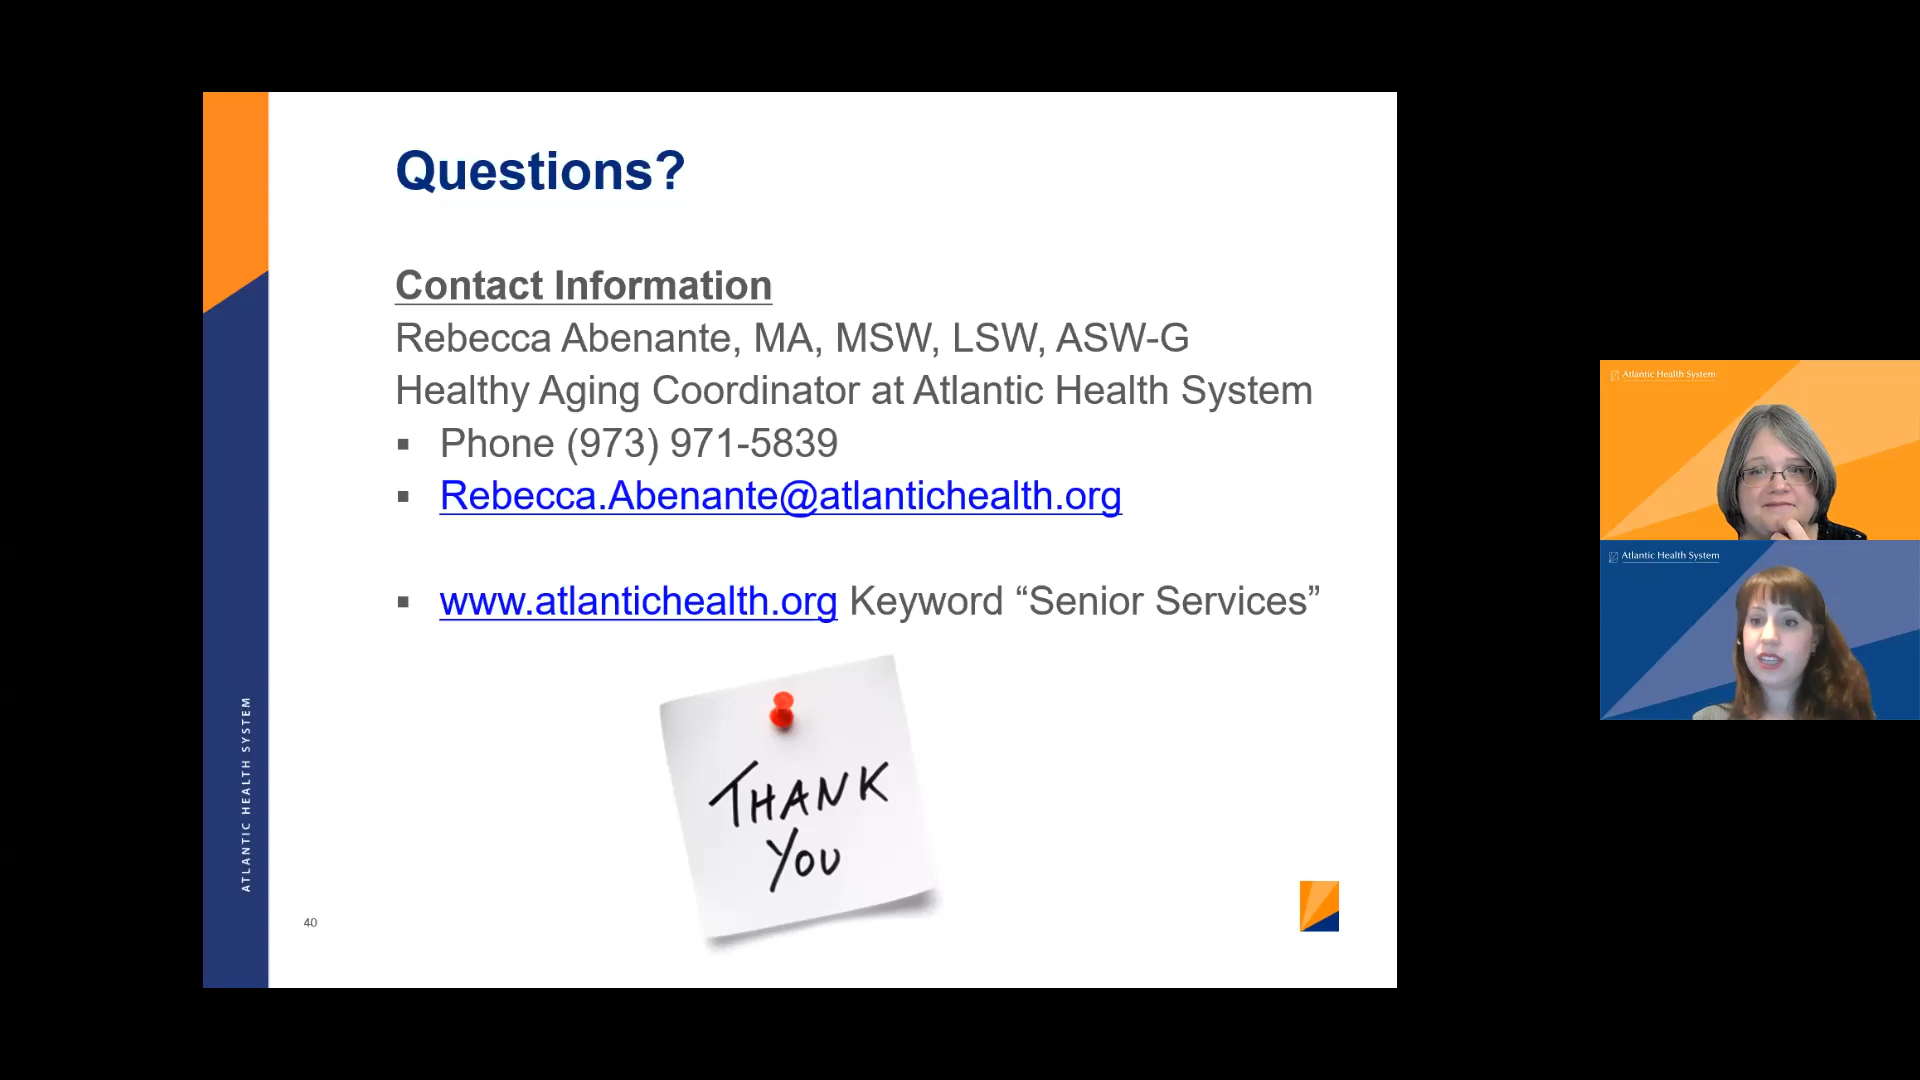 Questions?
Contact Information
Rebecca Abenante, MA, MSW, LSW, ASW-G
Healthy Aging Coordinator at Atlantic Health System
▪ Phone (973) 971-5839
▪ Rebecca.Abenante@atlantichealth.org
▪ www.atlantichealth.org Keyword “Senior Services”
THANK
YOU
40
ATLANTIC HEALTH SYSTEM
Atlantic Health System
Atlantic Health System